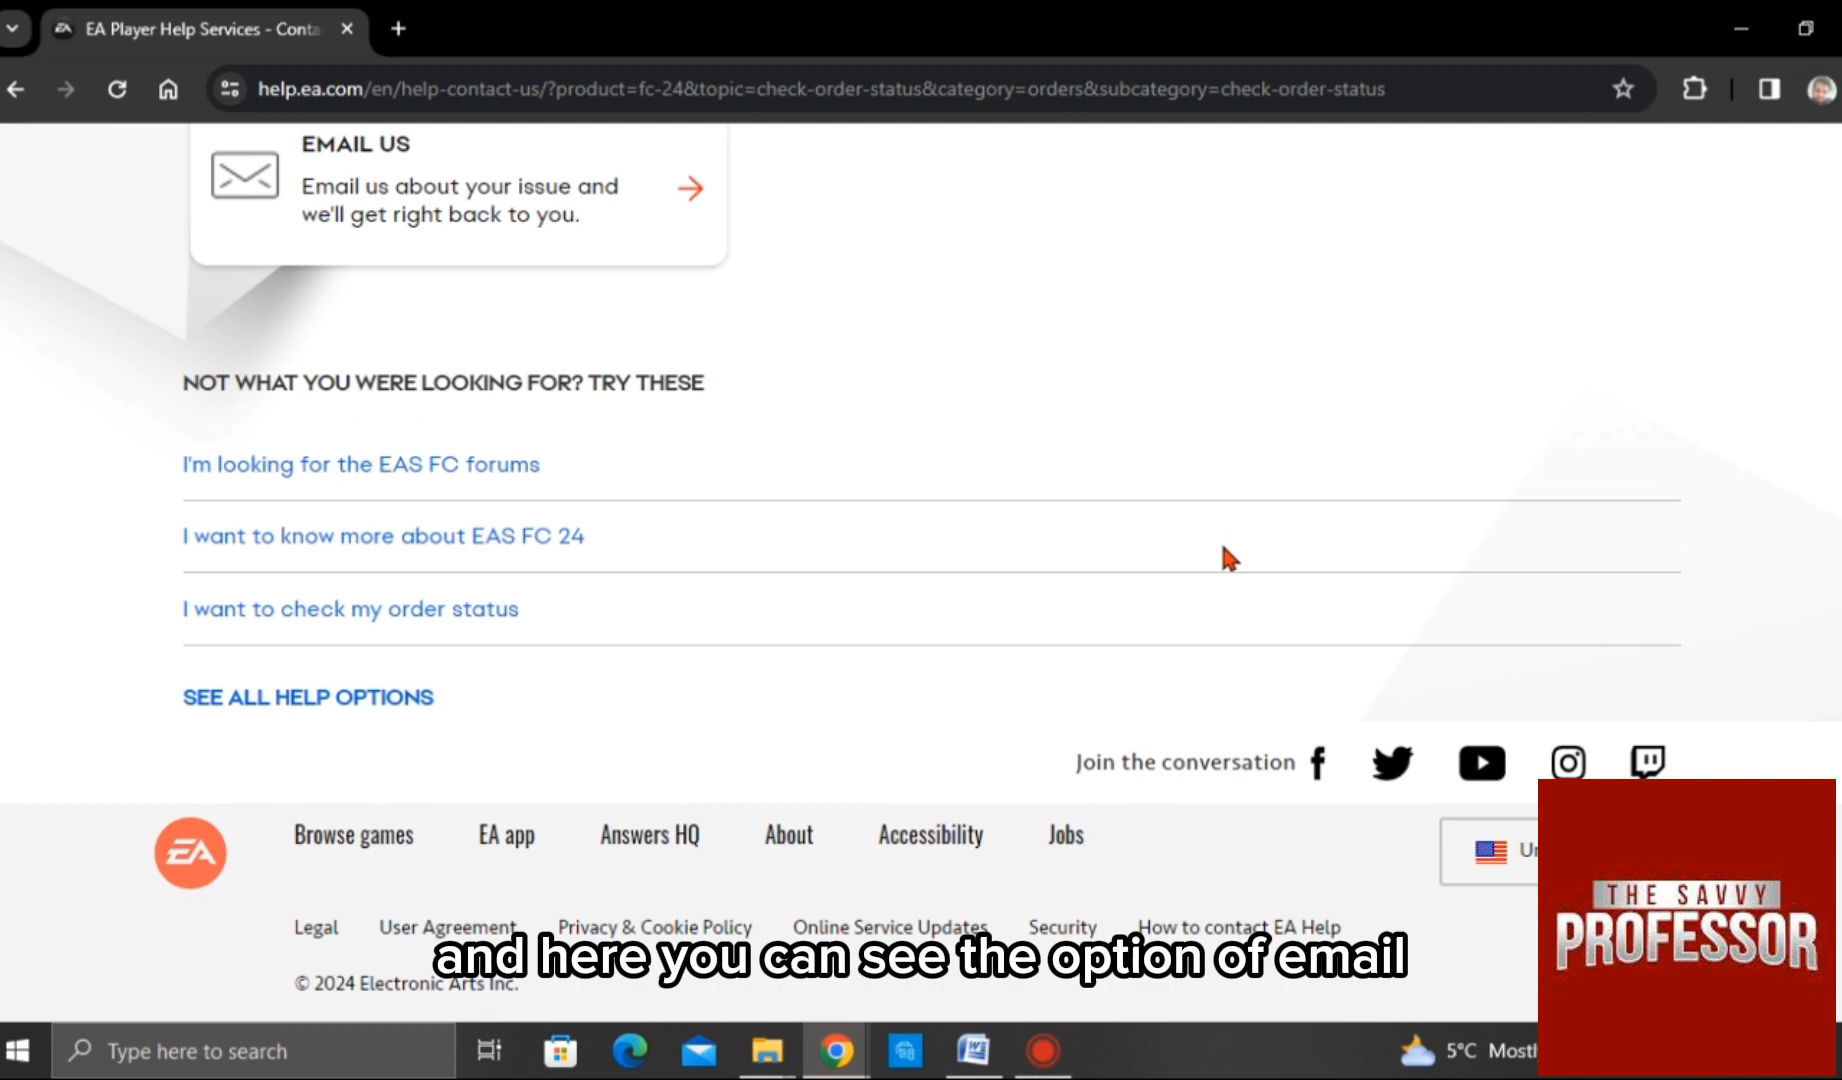 EA Player Help Services - Conta
help.ea.com/en/help-contact-us/?product=fc-24&topic=check-order-status&category=orders&subcategory=check-order-status
EMAIL US
Email us about your issue and
we'll get right back to you.
NOT WHAT YOU WERE LOOKING FOR? TRY THESE
I'm looking for the EAS FC forums
I want to know more about EAS FC 24
I want to check my order status
SEE ALL HELP OPTIONS
Join the conversation
EA
Browse games EA app Answers HQ About Accessibility Jobs
Un
Legal User Agreement Privacy & Cookie Policy Online Service Updates Security How to contact EA Help
and here you can see the option of email
© 2024 Electronic Arts Inc.
THE SAVVY
PROFESSOR
Type here to search
5°C Mostl